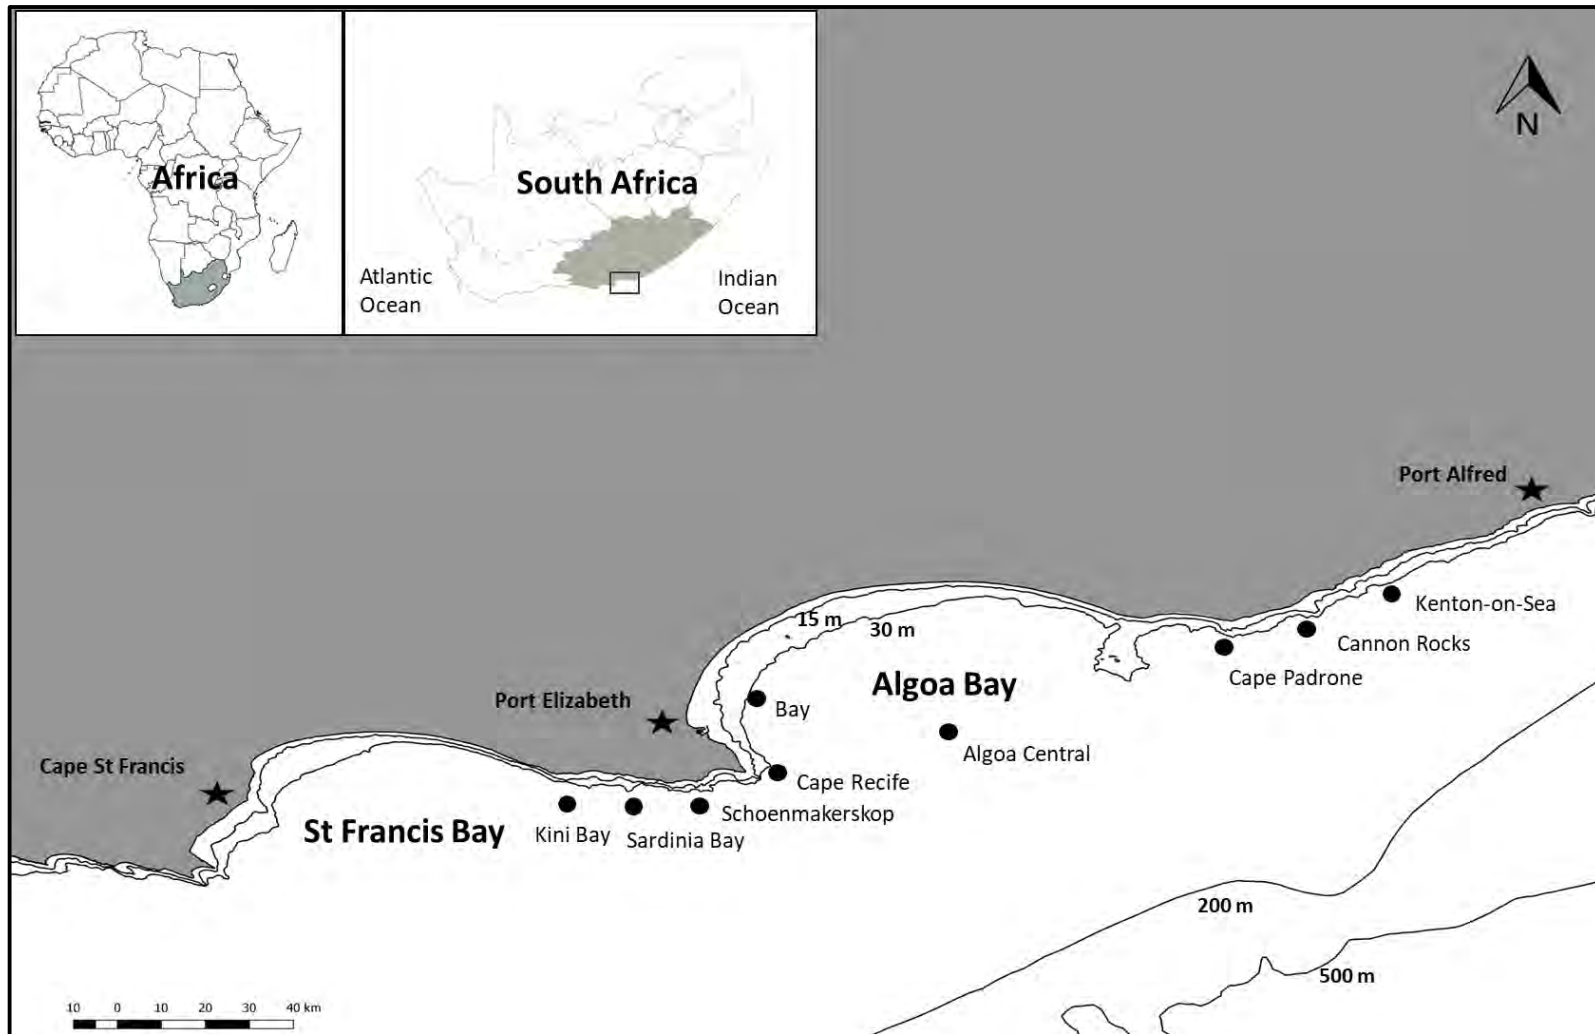 Africa
South Africa
Atlantic
Ocean
Indian
Ocean
N
Port Alfred
Kenton-on-Sea
15 m
30 m
Cannon Rocks
Cape Padrone
Algoa Bay
Port Elizabeth
Bay
Algoa Central
Cape St Francis
Cape Recife
Schoenmakerskop
St Francis Bay
Kini Bay
Sardinia Bay
200 m
500 m
10 0 10 20 30 40 km